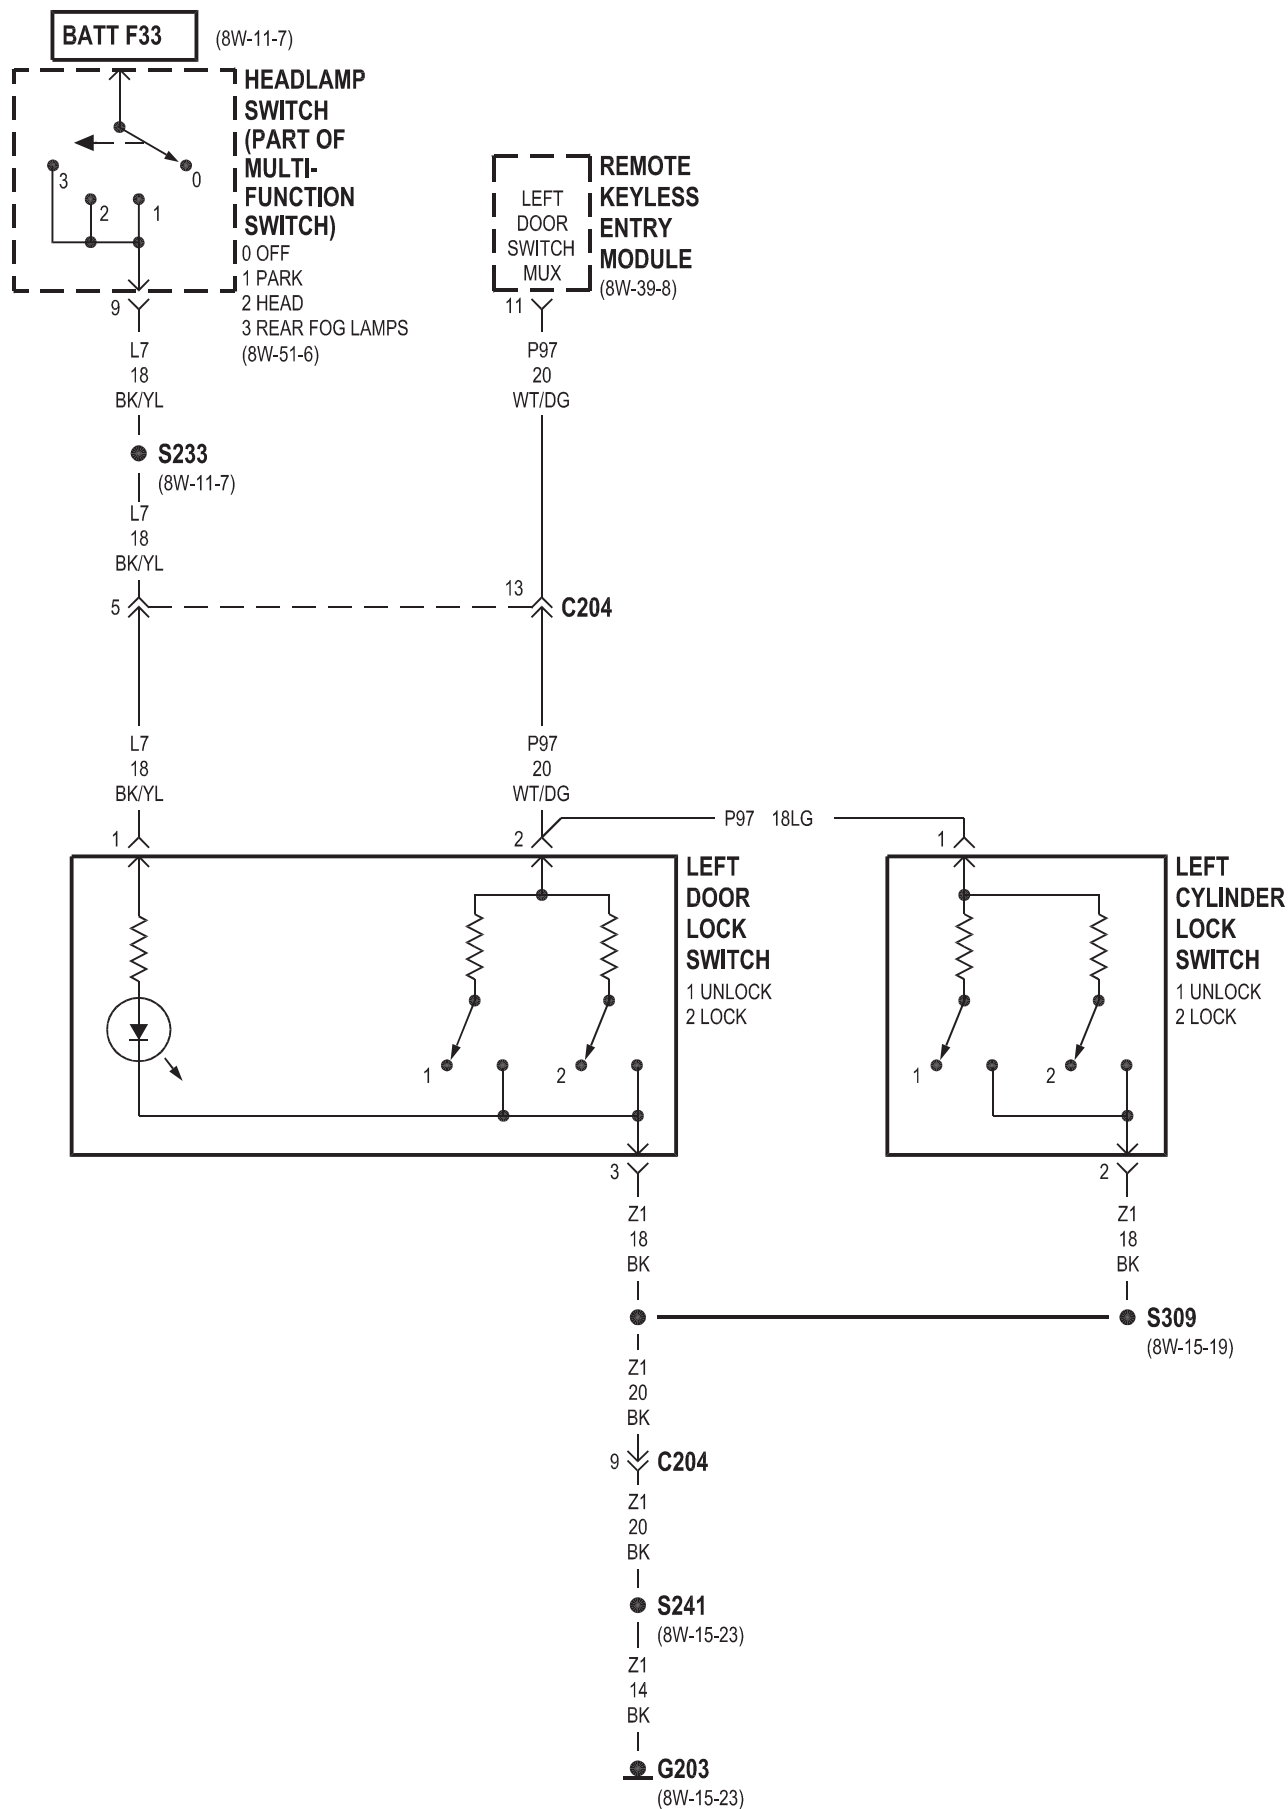 BATT F33
(8W-11-7)
HEADLAMP
SWITCH
(PART OF
MULTI-
FUNCTION
SWITCH)
0 OFF
1 PARK
2 HEAD
3 REAR FOG LAMPS
(8W-51-6)
3
2
1
0
9
LEFT
DOOR
SWITCH
MUX
REMOTE
KEYLESS
ENTRY
MODULE
(8W-39-8)
11
L7
18
BK/YL
P97
20
WT/DG
S233
(8W-11-7)
L7
18
BK/YL
5
13
C204
L7
18
BK/YL
P97
20
WT/DG
P97 18LG
1
2
1
LEFT
DOOR
LOCK
SWITCH
1 UNLOCK
2 LOCK
LEFT
CYLINDER
LOCK
SWITCH
1 UNLOCK
2 LOCK
1
2
1
2
3
2
Z1
18
BK
Z1
18
BK
S309
(8W-15-19)
Z1
20
BK
9
C204
Z1
20
BK
S241
(8W-15-23)
Z1
14
BK
G203
(8W-15-23)